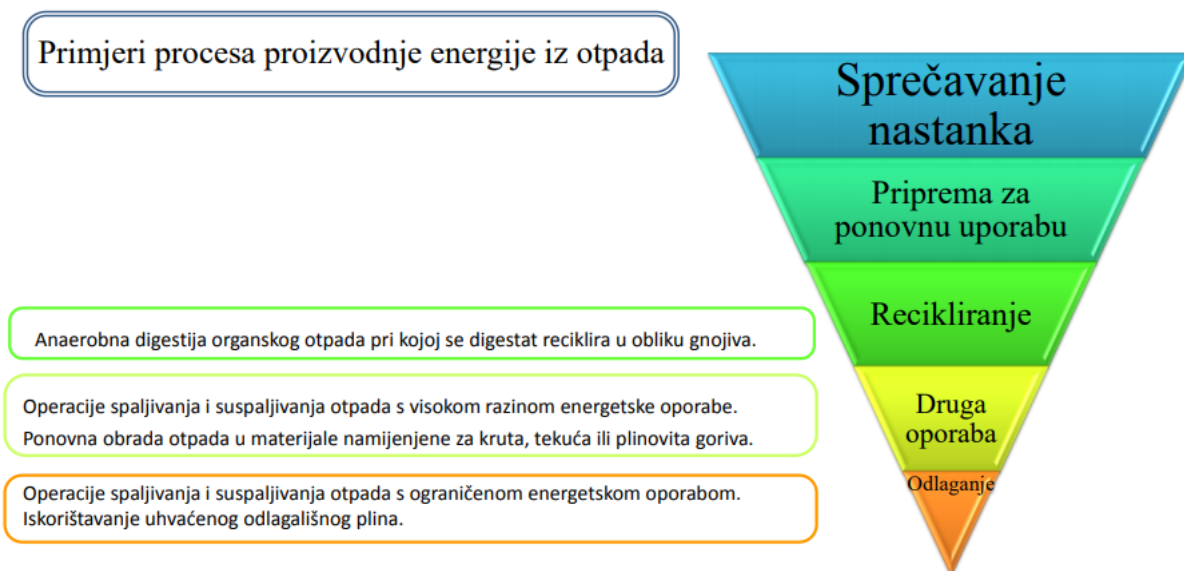 Primjeri procesa proizvodnje energije iz otpada
Sprečavanje
nastanka
Priprema za
ponovnu uporabu
Recikliranje
Anaerobna digestija organskog otpada pri kojoj se digestat reciklira u obliku gnojiva.
Druga
oporaba
Operacije spaljivanja i suspaljivanja otpada s visokom razinom energetske oporabe.
Ponovna obrada otpada u materijale namijenjene za kruta, tekuća ili plinovita goriva.
Odlaganje
Operacije spaljivanja i suspaljivanja otpada s ograničenom energetskom oporabom.
Iskorištavanje uhvaćenog odlagališnog plina.